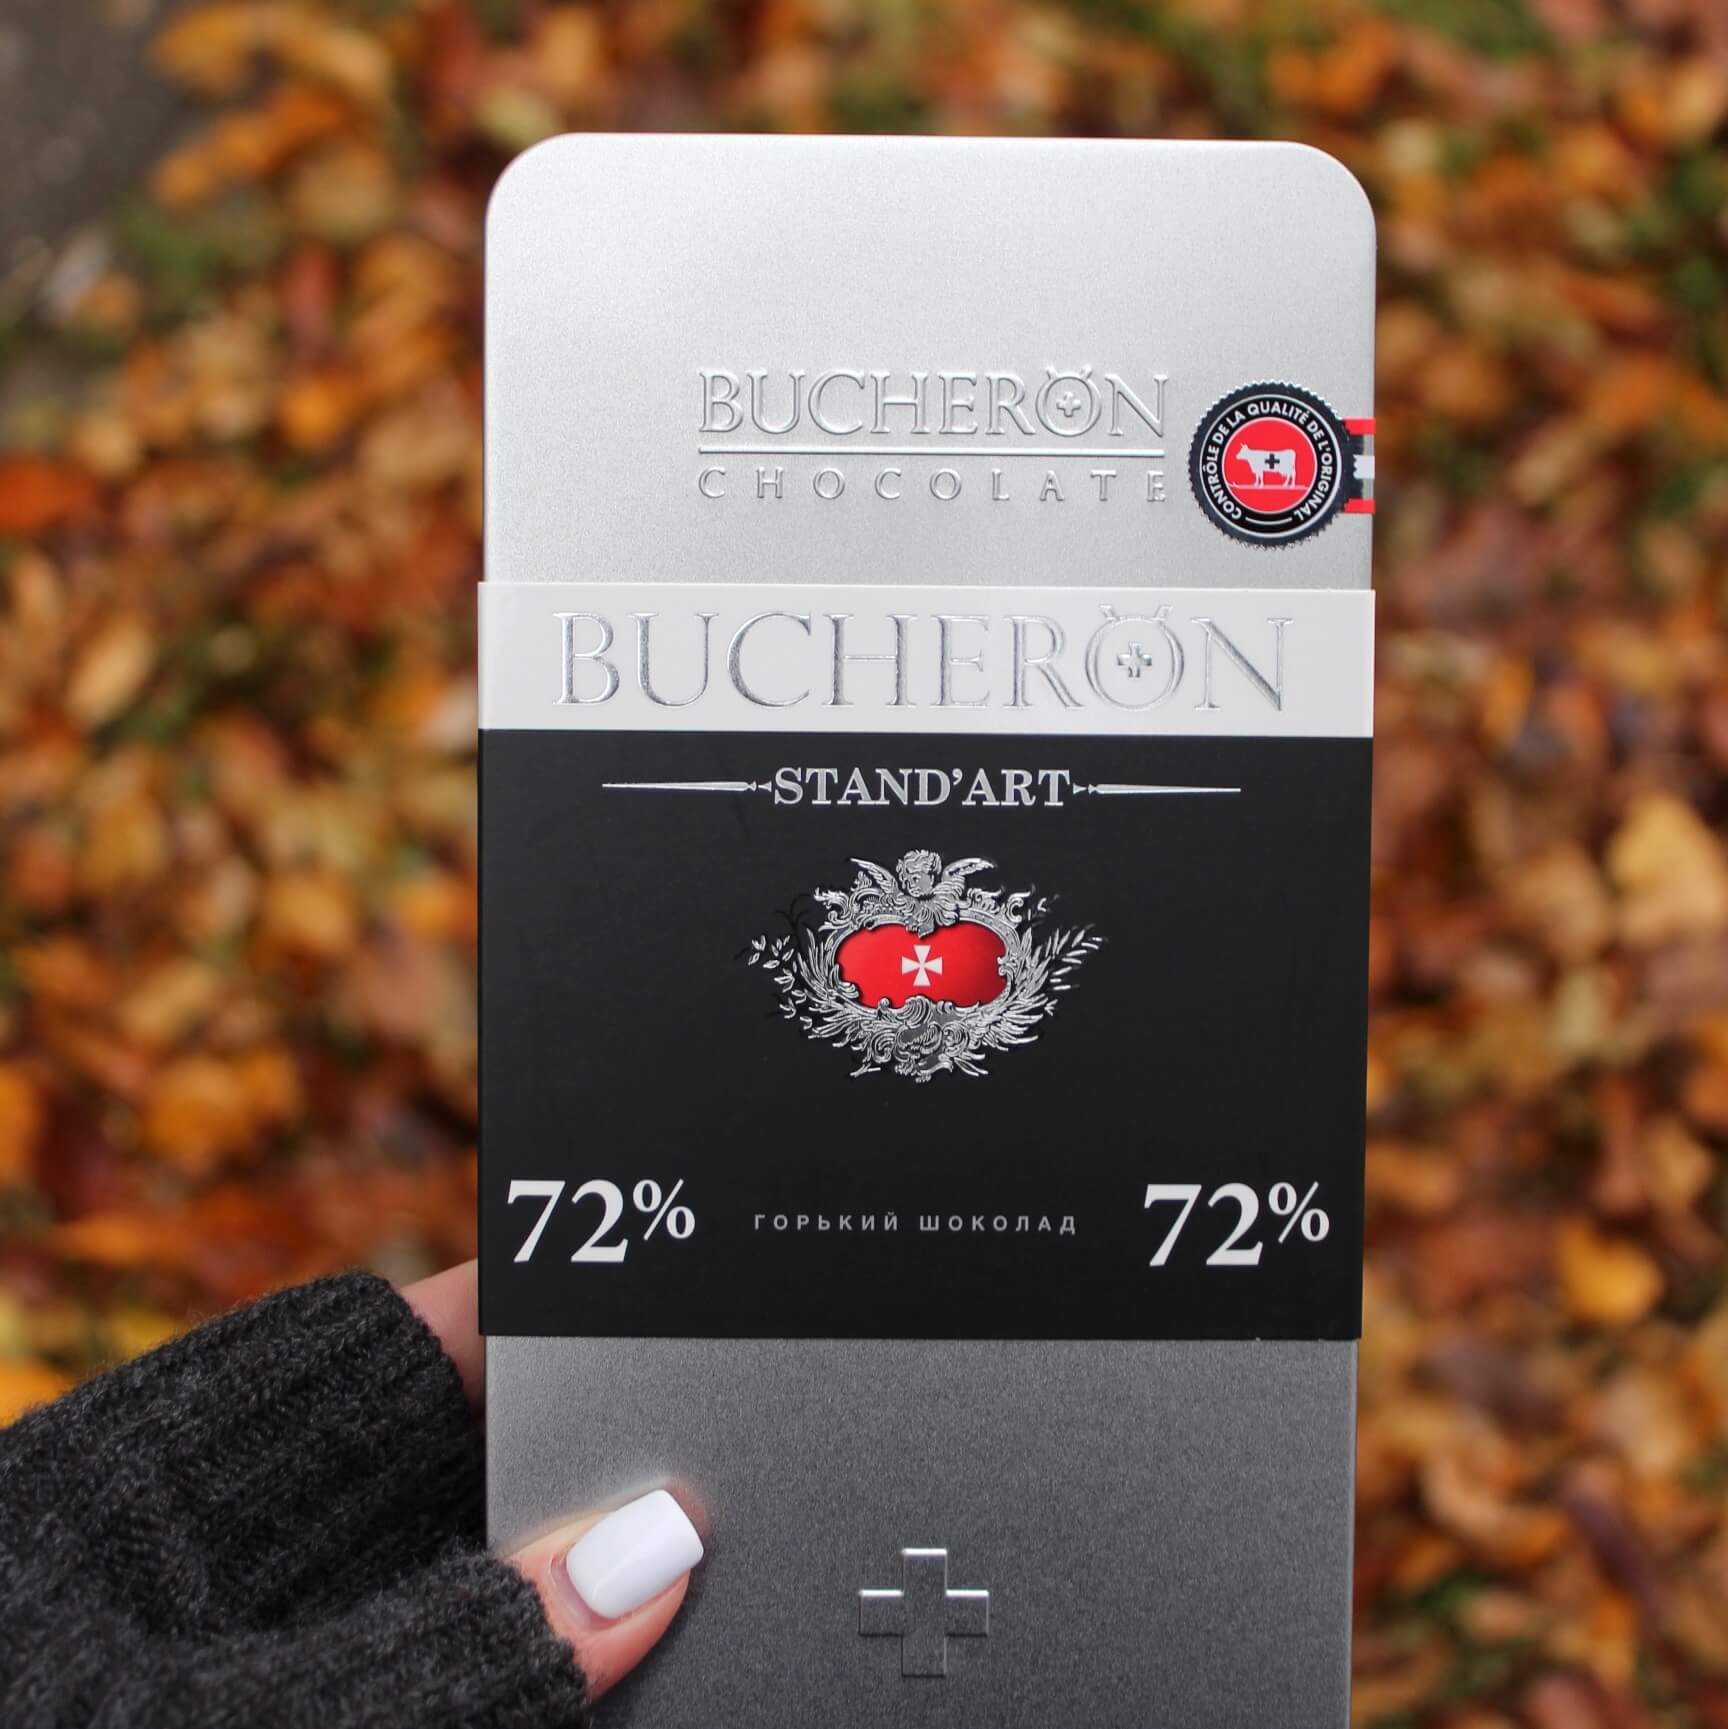 BUCHERÖN
CHOCOLATE
CONTRÔLE DE LA QUALITÉ DE L'ORIGINAL
BUCHERÖN
STAND'ART
72% ГОРЬКИЙ ШОКОЛАД 72%